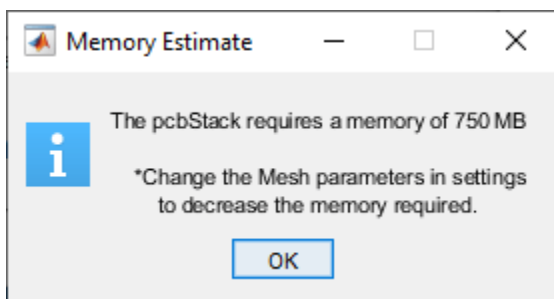 Memory Estimate
The pcbStack requires a memory of 750 MB
*Change the Mesh parameters in settings
to decrease the memory required.
OK